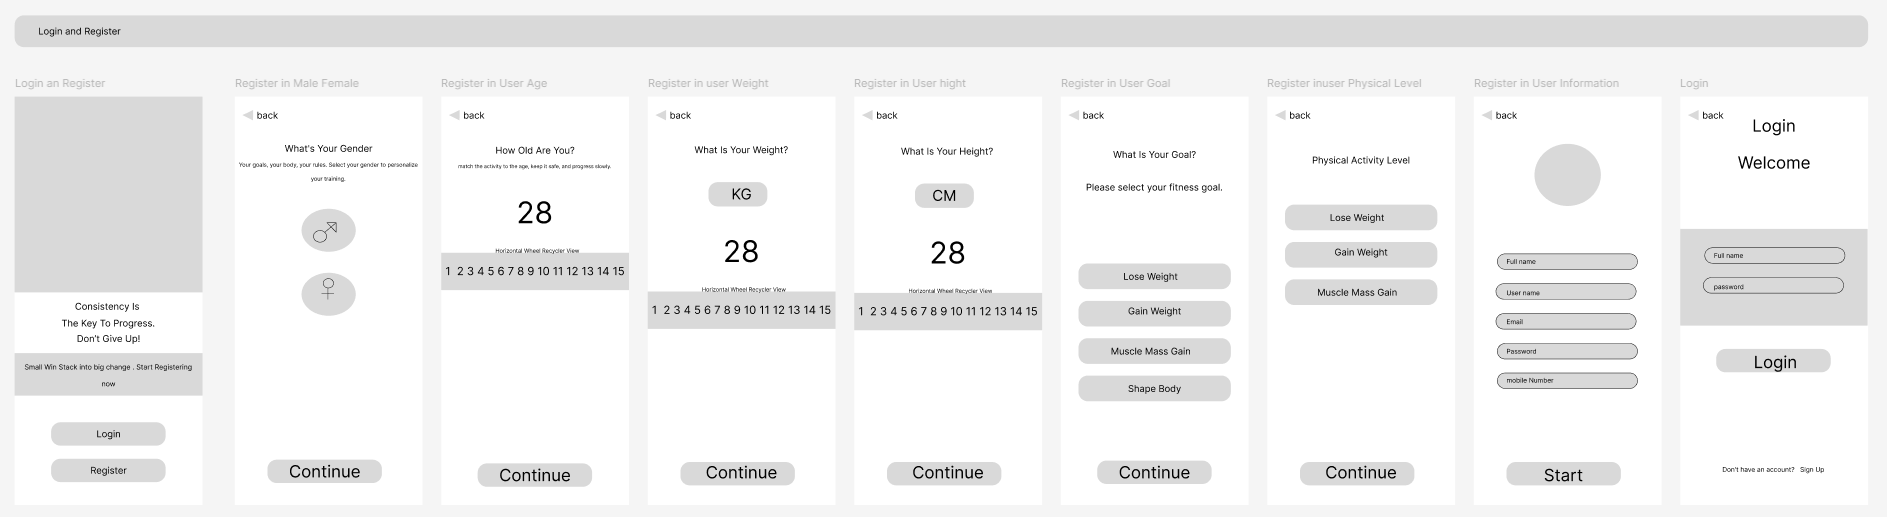 Login and Register
Login an Register
Consistency Is
The Key To Progress.
Don't Give Up!
Small Win Stack into big change . Start Registering
now
Login
Register
Register in Male Female
back
What's Your Gender
Your goals, your body, your rules. Select your gender to personalize
your training.
Continue
Register in User Age
back
How Old Are You?
match the activity to the age, keep it safe, and progress slowly.
28
Horizontal Wheel Recycler View
1 2 3 4 5 6 7 8 9 10 11 12 13 14 15
Continue
Register in user Weight
back
What Is Your Weight?
KG
28
Horizontal Wheel Recycler View
1 2 3 4 5 6 7 8 9 10 11 12 13 14 15
Continue
Register in User hight
back
What Is Your Height?
CM
28
Horizontal Wheel Recycler View
1 2 3 4 5 6 7 8 9 10 11 12 13 14 15
Continue
Register in User Goal
back
What Is Your Goal?
Please select your fitness goal.
Lose Weight
Gain Weight
Muscle Mass Gain
Shape Body
Continue
Register inuser Physical Level
back
Physical Activity Level
Lose Weight
Gain Weight
Muscle Mass Gain
Continue
Register in User Information
back
Full name
User name
Email
Password
mobile Number
Start
Login
back
Login
Welcome
Full name
password
Login
Don't have an account? Sign Up